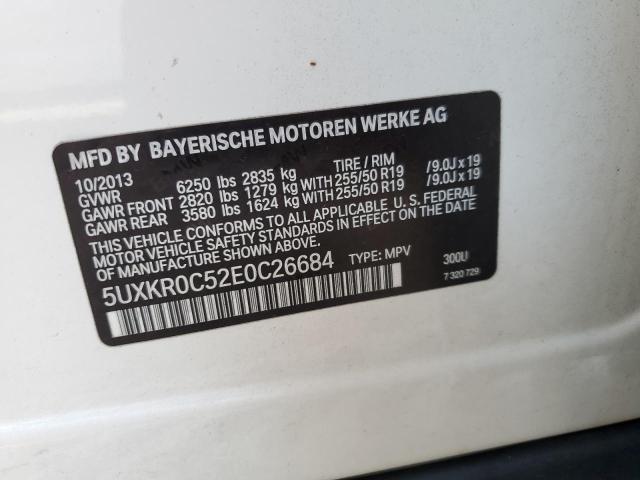 MFD BY BAYERISCHE MOTOREN WERKE AG
10/2013 TIRE / RIM
GVWR 6250 lbs 2835 kg
GAWR FRONT 2820 lbs 1279 kg WITH 255/50 R19 /9.0J x 19
GAWR REAR 3580 lbs 1624 kg WITH 255/50 R19 /9.0J x 19
THIS VEHICLE CONFORMS TO ALL APPLICABLE U.S. FEDERAL
MOTOR VEHICLE SAFETY STANDARDS IN EFFECT ON THE DATE
OF MANUFACTURE SHOWN ABOVE.
5UXKR0C52E0C26684 TYPE: MPV 300U
7 320 729